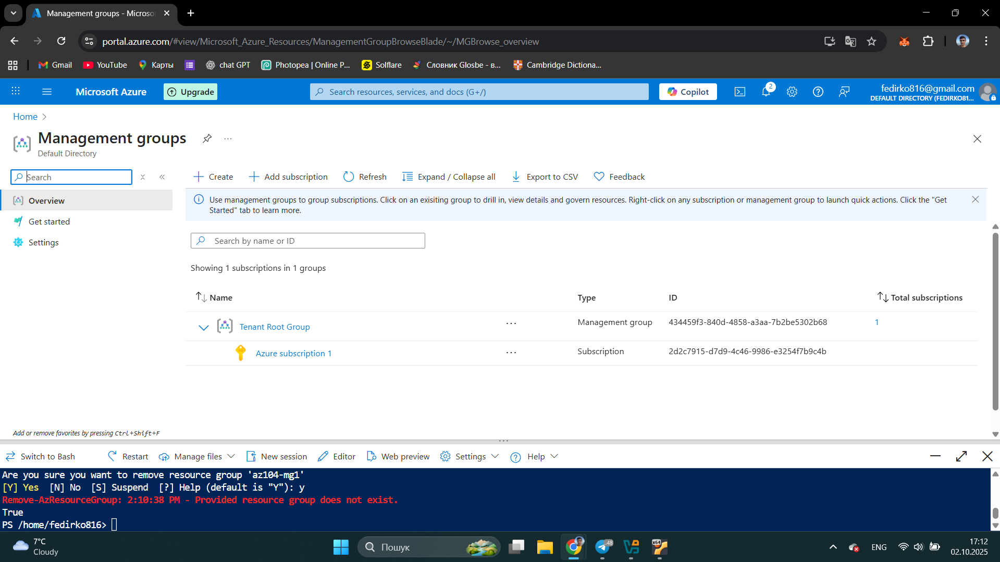 Management groups - Microso
portal.azure.com/#view/Microsoft_Azure_Resources/ManagementGroupBrowseBlade/~/MGBrowse_overview
Gmail YouTube Карты chat GPT Photopea | Online P... Solflare Словник Glosbe - в... Cambridge Dictiona...
Microsoft Azure Upgrade Search resources, services, and docs (G+/) Copilot 2 fedirko816@gmail.com
DEFAULT DIRECTORY (FEDIRKO81...
Home
Management groups
Default Directory
Search
Create Add subscription Refresh Expand / Collapse all Export to CSV Feedback
Overview
Get started
Settings
Use management groups to group subscriptions. Click on an exisiting group to drill in, view details and govern resources. Right-click on any subscription or management group to launch quick actions. Click the "Get
Started" tab to learn more.
Search by name or ID
Showing 1 subscriptions in 1 groups
Name Type ID Total subscriptions
Tenant Root Group ... Management group 434459f3-840d-4858-a3aa-7b2be5302b68 1
Azure subscription 1 ... Subscription 2d2c7915-d7d9-4c46-9986-e3254f7b9c4b
Add or remove favorites by pressing Ctrl+Shift+F
Switch to Bash Restart Manage files New session Editor Web preview Settings Help
Are you sure you want to remove resource group 'az104-mg1'
[Y] Yes [N] No [S] Suspend [?] Help (default is "Y"): y
Remove-AzResourceGroup: 2:10:38 PM - Provided resource group does not exist.
True
PS /home/fedirko816>
7°C
Cloudy
Пошук
.48
x64
ENG
17:12
02.10.2025